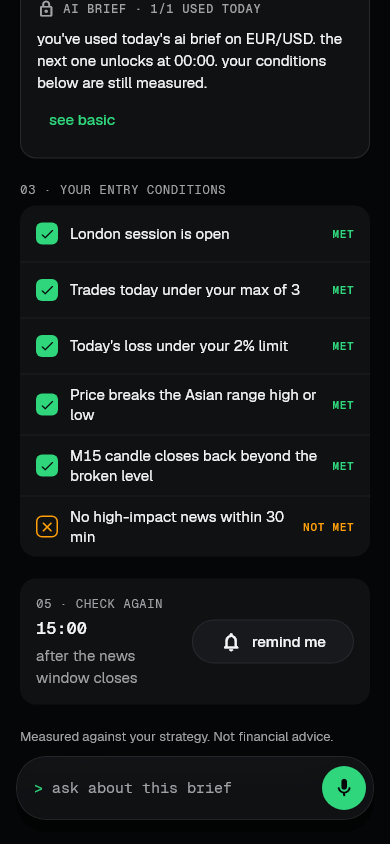 AI BRIEF · 1/1 USED TODAY
you've used today's ai brief on EUR/USD. the
next one unlocks at 00:00. your conditions
below are still measured.
see basic
03 · YOUR ENTRY CONDITIONS
London session is open MET
Trades today under your max of 3 MET
Today's loss under your 2% limit MET
Price breaks the Asian range high or
low MET
M15 candle closes back beyond the
broken level MET
No high-impact news within 30
min NOT MET
05 · CHECK AGAIN
15:00
after the news
window closes
remind me
Measured against your strategy. Not financial advice.
> ask about this brief